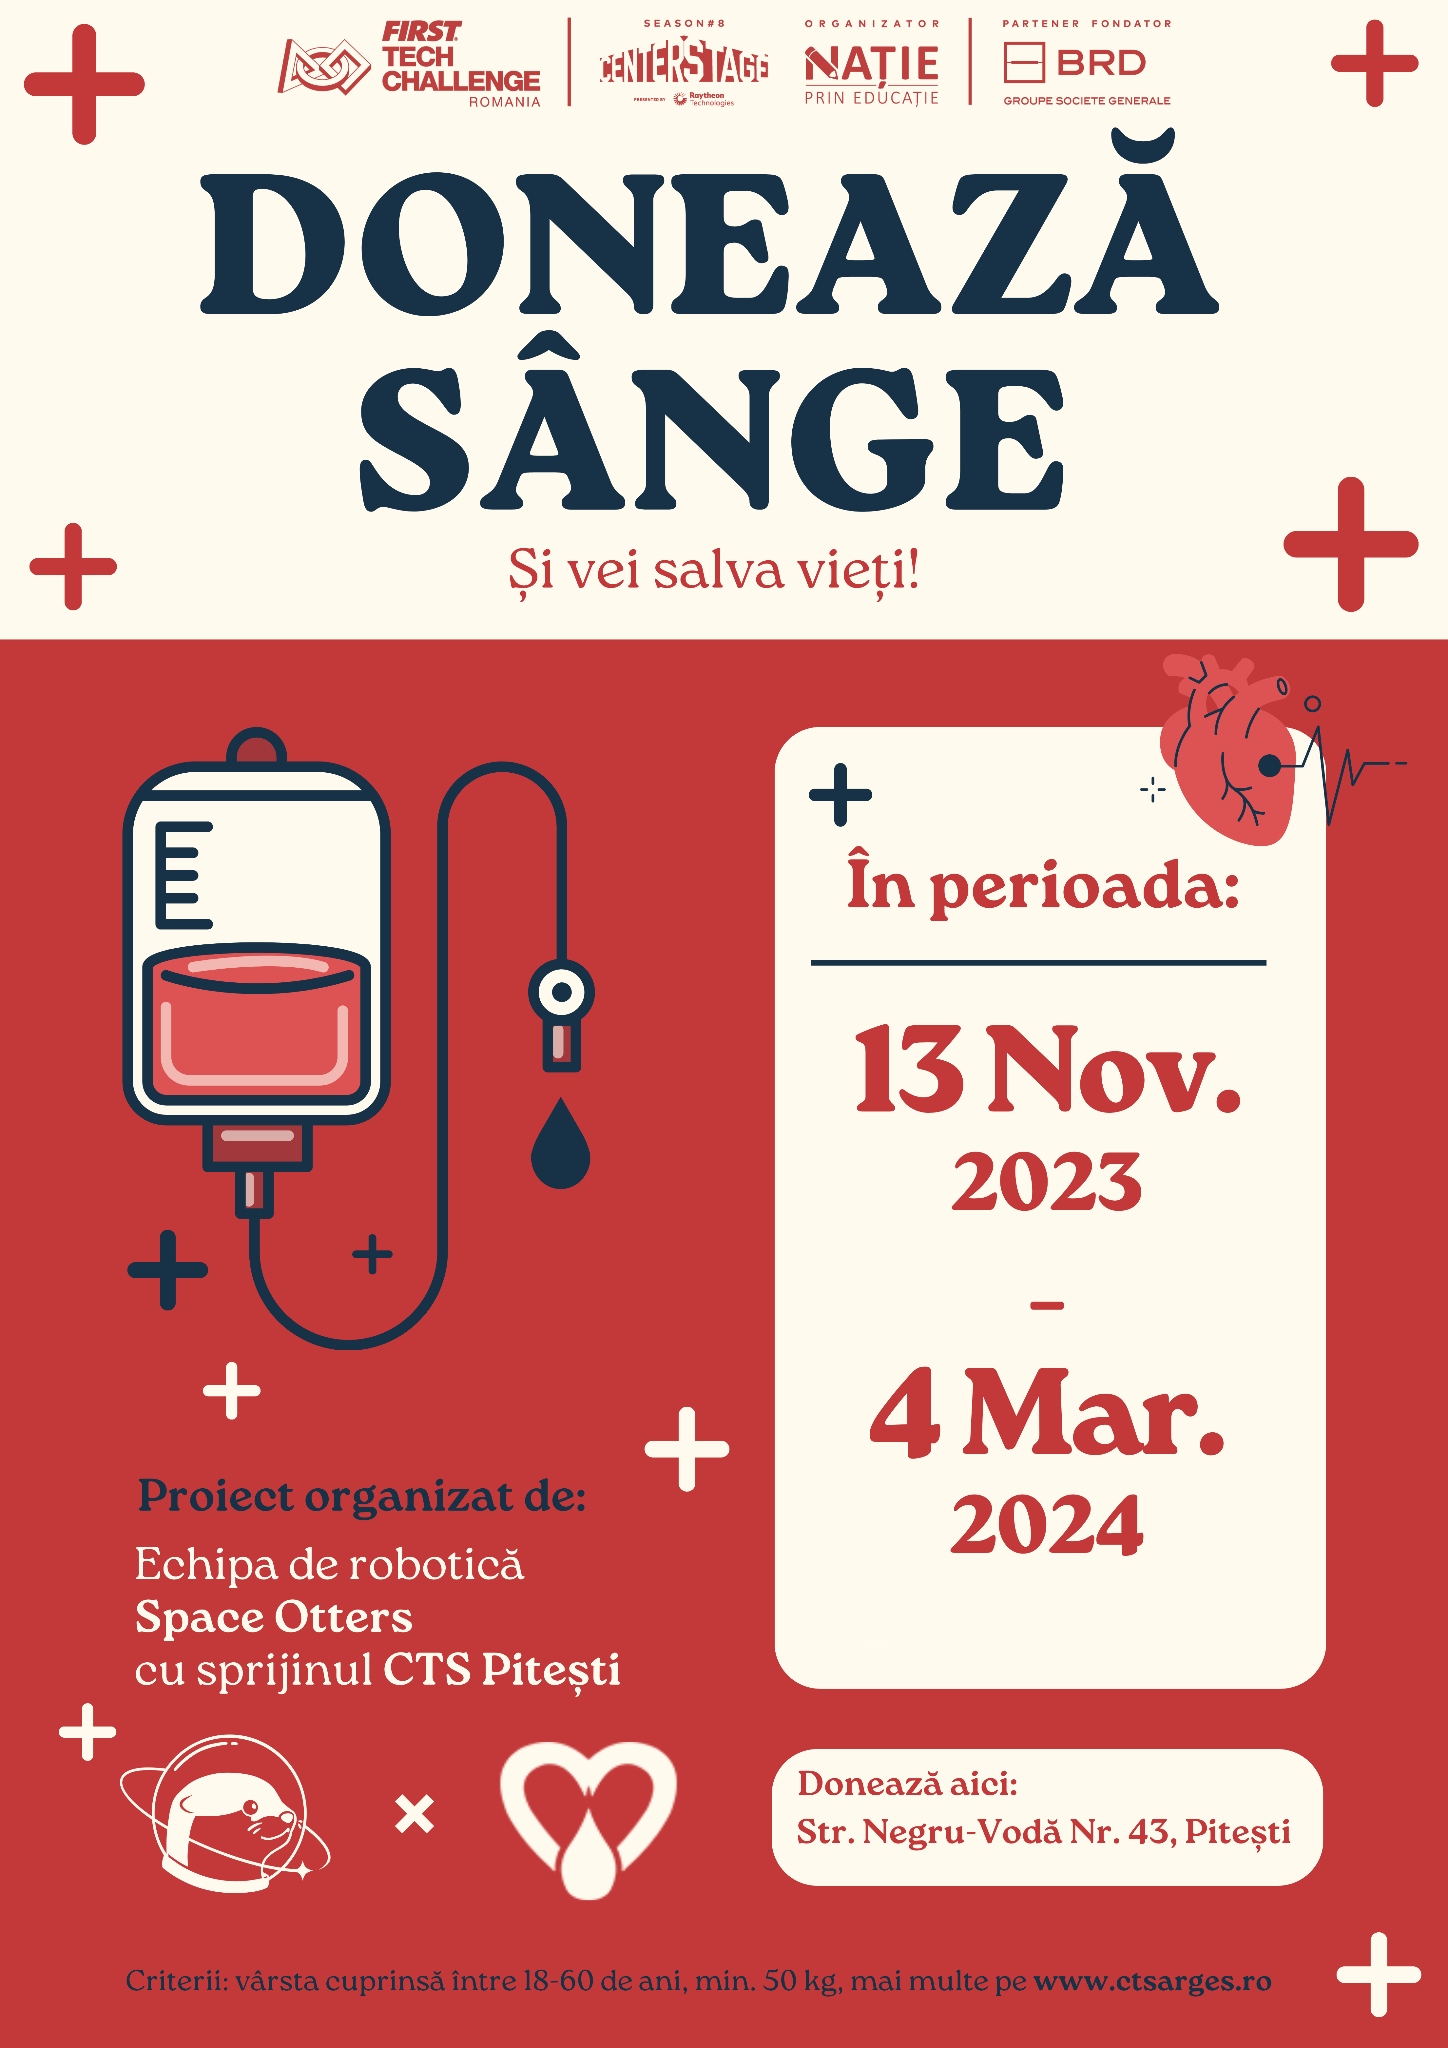 FIRST
TECH
CHALLENGE
ROMANIA
SEASON#8
CENTERSTAGE
PRESENTED BY Raytheon
Technologies
ORGANIZATOR
NAȚIE
PRIN EDUCAȚIE
PARTENER FONDATOR
BRD
GROUPE SOCIETE GENERALE
DONEAZĂ
SÂNGE
Și vei salva vieți!
În perioada:
13 Nov.
2023
–
4 Mar.
2024
Proiect organizat de:
Echipa de robotică
Space Otters
cu sprijinul CTS Pitești
Donează aici:
Str. Negru-Vodă Nr. 43, Pitești
Criterii: vârsta cuprinsă între 18-60 de ani, min. 50 kg, mai multe pe www.ctsarges.ro